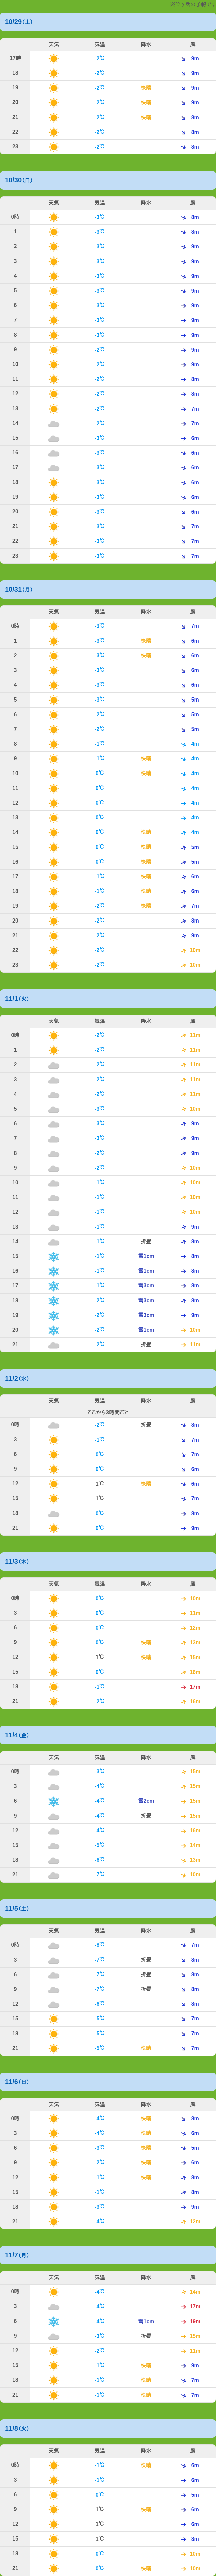 10/29(土)
天気 気温 降水 風
17時 -2℃ 9m
18 -2℃ 9m
19 -2℃ 快晴 9m
20 -2℃ 快晴 9m
21 -2℃ 快晴 8m
22 -2℃ 8m
23 -2℃ 8m
10/30(日)
天気 気温 降水 風
0時 -3℃ 8m
1 -3℃ 8m
2 -3℃ 9m
3 -3℃ 9m
4 -3℃ 9m
5 -3℃ 9m
6 -3℃ 9m
7 -3℃ 9m
8 -3℃ 9m
9 -2℃ 9m
10 -2℃ 9m
11 -2℃ 8m
12 -2℃ 8m
13 -2℃ 7m
14 -2℃ 7m
15 -3℃ 6m
16 -3℃ 6m
17 -3℃ 6m
18 -3℃ 6m
19 -3℃ 6m
20 -3℃ 6m
21 -3℃ 7m
22 -3℃ 7m
23 -3℃ 7m
10/31(月)
天気 気温 降水 風
0時 -3℃ 7m
1 -3℃ 快晴 6m
2 -3℃ 快晴 6m
3 -3℃ 6m
4 -3℃ 6m
5 -3℃ 5m
6 -2℃ 5m
7 -2℃ 5m
8 -1℃ 4m
9 -1℃ 快晴 4m
10 0℃ 快晴 4m
11 0℃ 4m
12 0℃ 4m
13 0℃ 4m
14 0℃ 快晴 4m
15 0℃ 快晴 5m
16 0℃ 快晴 5m
17 -1℃ 快晴 6m
18 -1℃ 快晴 6m
19 -2℃ 快晴 7m
20 -2℃ 8m
21 -2℃ 9m
22 -2℃ 10m
23 -2℃ 10m
11/1(火)
天気 気温 降水 風
0時 -2℃ 11m
1 -2℃ 11m
2 -2℃ 11m
3 -2℃ 11m
4 -2℃ 11m
5 -3℃ 10m
6 -3℃ 9m
7 -3℃ 9m
8 -2℃ 9m
9 -2℃ 10m
10 -1℃ 10m
11 -1℃ 10m
12 -1℃ 10m
13 -1℃ 9m
14 -1℃ 折曇 8m
15 -1℃ 雪1cm 8m
16 -1℃ 雪1cm 8m
17 -1℃ 雪3cm 8m
18 -2℃ 雪3cm 8m
19 -2℃ 雪3cm 9m
20 -2℃ 雪1cm 10m
21 -2℃ 折曇 11m
11/2(水)
天気 気温 降水 風
ここから3時間ごと
0時 -2℃ 折曇 8m
3 -1℃ 7m
6 0℃ 7m
9 0℃ 6m
12 1℃ 快晴 6m
15 1℃ 7m
18 0℃ 8m
21 0℃ 9m
11/3(木)
天気 気温 降水 風
0時 0℃ 10m
3 0℃ 11m
6 0℃ 12m
9 0℃ 快晴 13m
12 1℃ 快晴 15m
15 0℃ 16m
18 -1℃ 17m
21 -2℃ 16m
11/4(金)
天気 気温 降水 風
0時 -3℃ 15m
3 -4℃ 15m
6 -4℃ 雪2cm 15m
9 -4℃ 折曇 15m
12 -4℃ 16m
15 -5℃ 14m
18 -6℃ 13m
21 -7℃ 10m
11/5(土)
天気 気温 降水 風
0時 -8℃ 7m
3 -7℃ 折曇 8m
6 -7℃ 折曇 8m
9 -7℃ 折曇 8m
12 -6℃ 8m
15 -5℃ 7m
18 -5℃ 7m
21 -5℃ 快晴 7m
11/6(日)
天気 気温 降水 風
0時 -4℃ 快晴 8m
3 -4℃ 快晴 6m
6 -3℃ 快晴 5m
9 -2℃ 快晴 6m
12 -1℃ 快晴 8m
15 -1℃ 8m
18 -3℃ 9m
21 -4℃ 12m
11/7(月)
天気 気温 降水 風
0時 -4℃ 14m
3 -4℃ 17m
6 -4℃ 雪1cm 19m
9 -3℃ 折曇 15m
12 -2℃ 11m
15 -1℃ 快晴 9m
18 -1℃ 快晴 7m
21 -1℃ 快晴 7m
11/8(火)
天気 気温 降水 風
0時 -1℃ 快晴 6m
3 -1℃ 6m
6 0℃ 5m
9 1℃ 快晴 6m
12 1℃ 6m
15 1℃ 8m
18 0℃ 10m
21 0℃ 快晴 10m